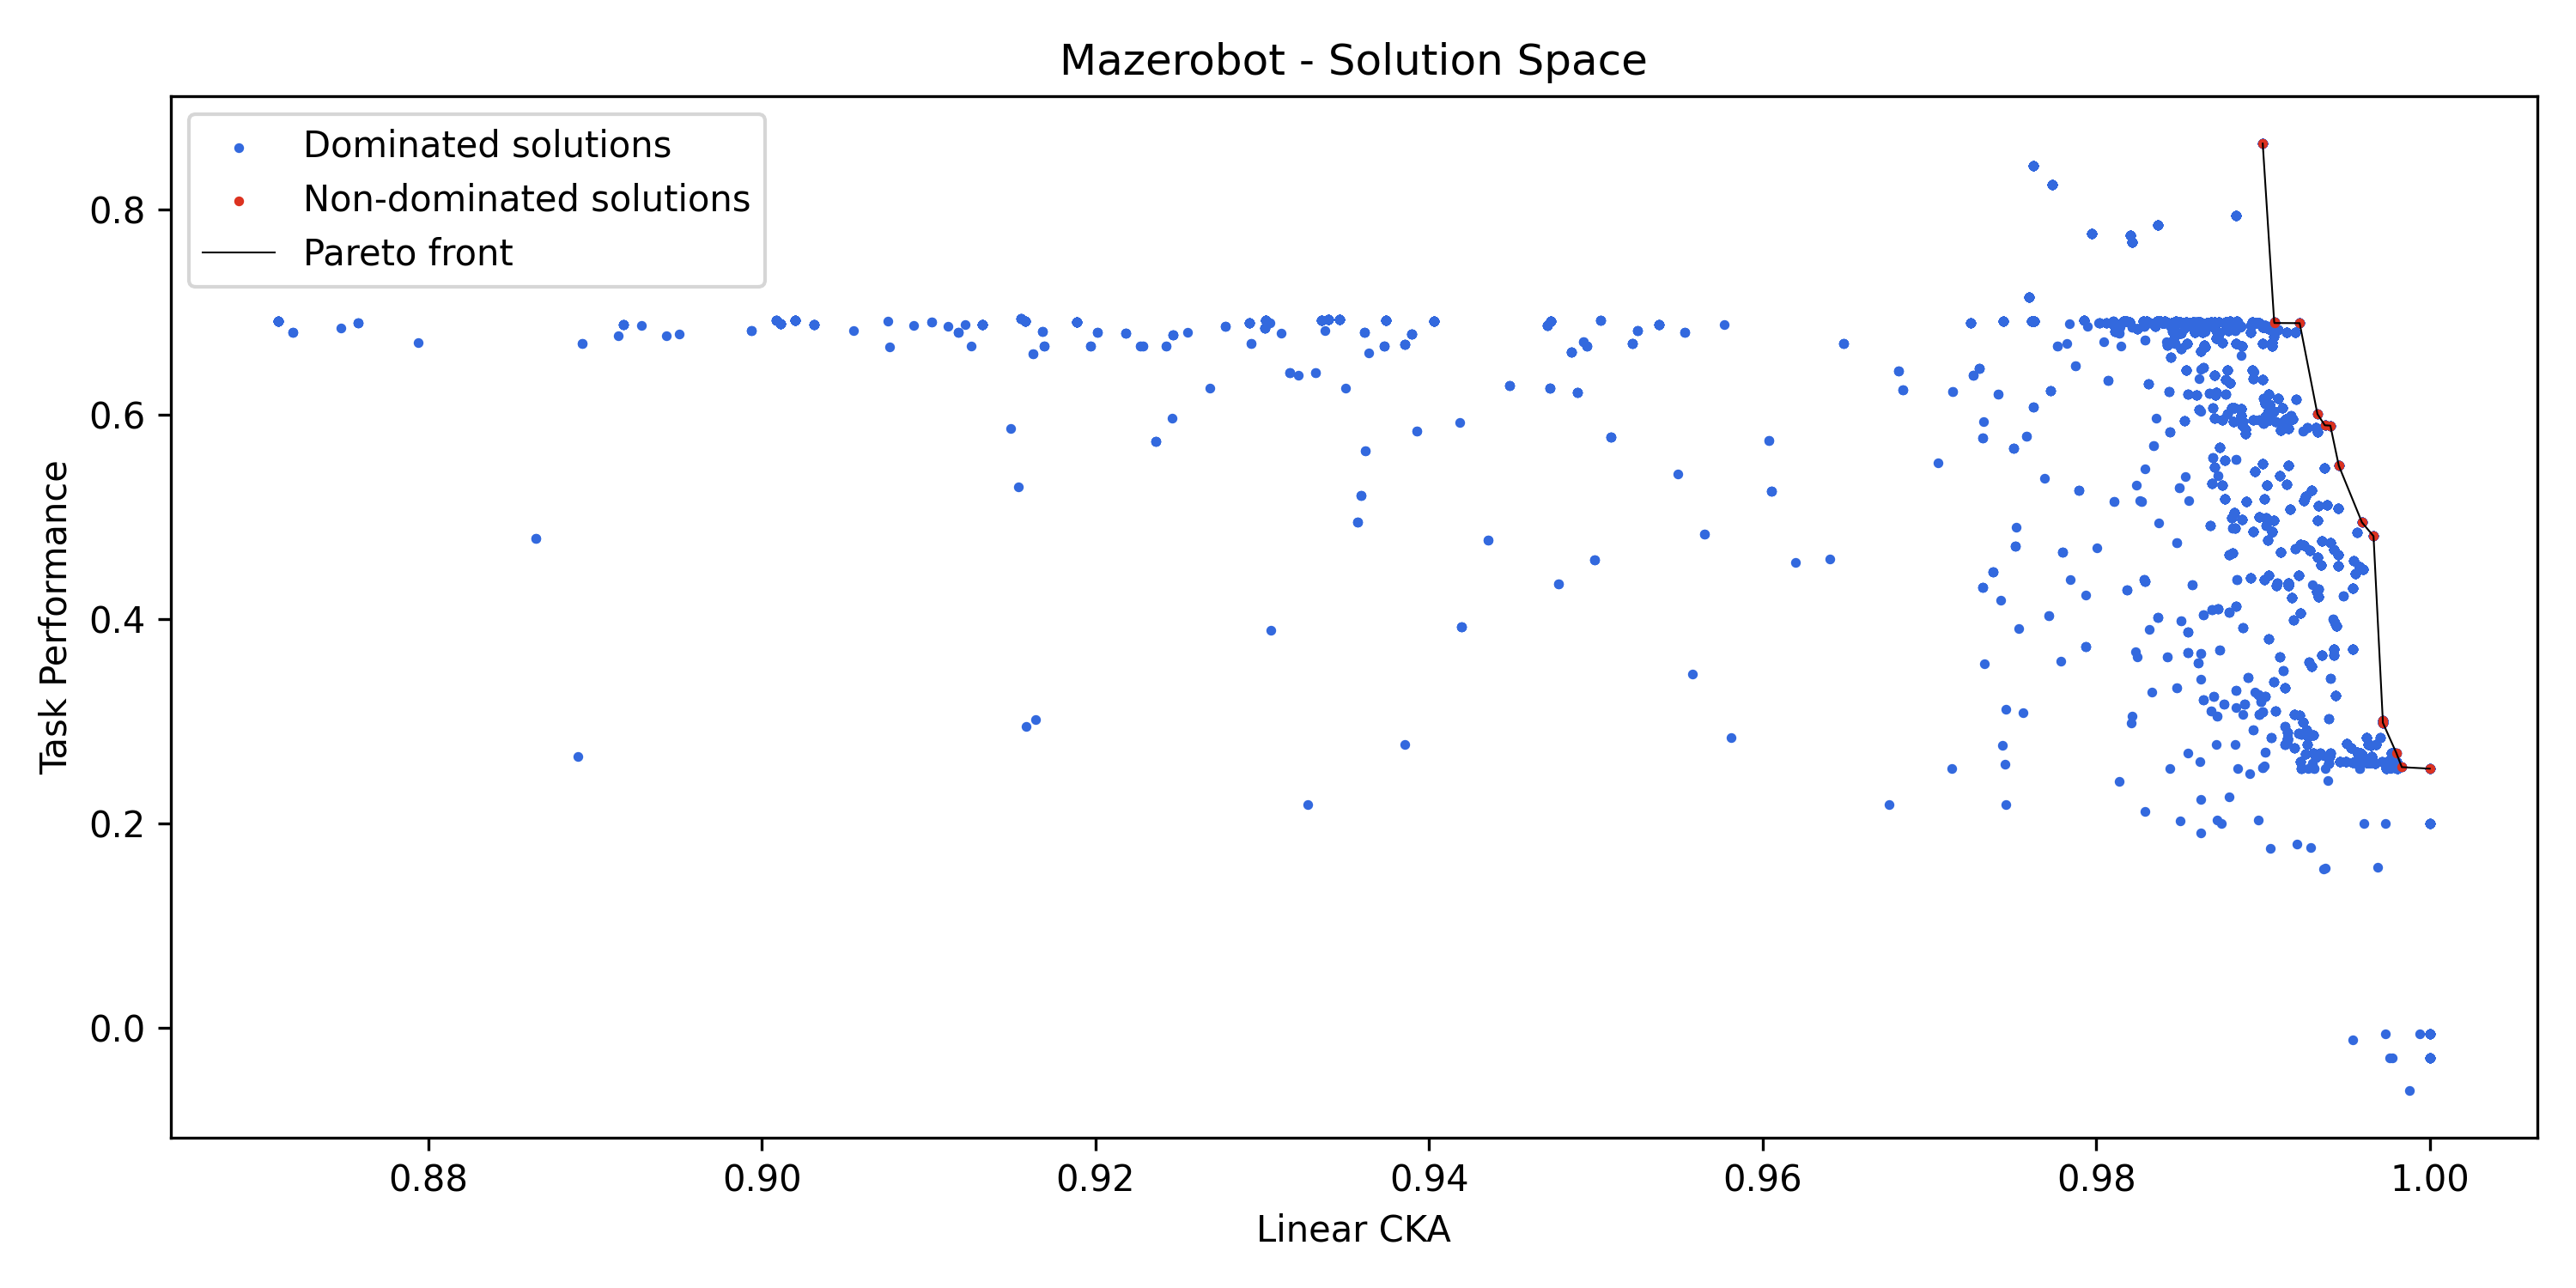 Mazerobot - Solution Space
Dominated solutions
Non-dominated solutions
Pareto front
Task Performance
0.8
0.6
0.4
0.2
0.0
0.88 0.90 0.92 0.94 0.96 0.98 1.00
Linear CKA